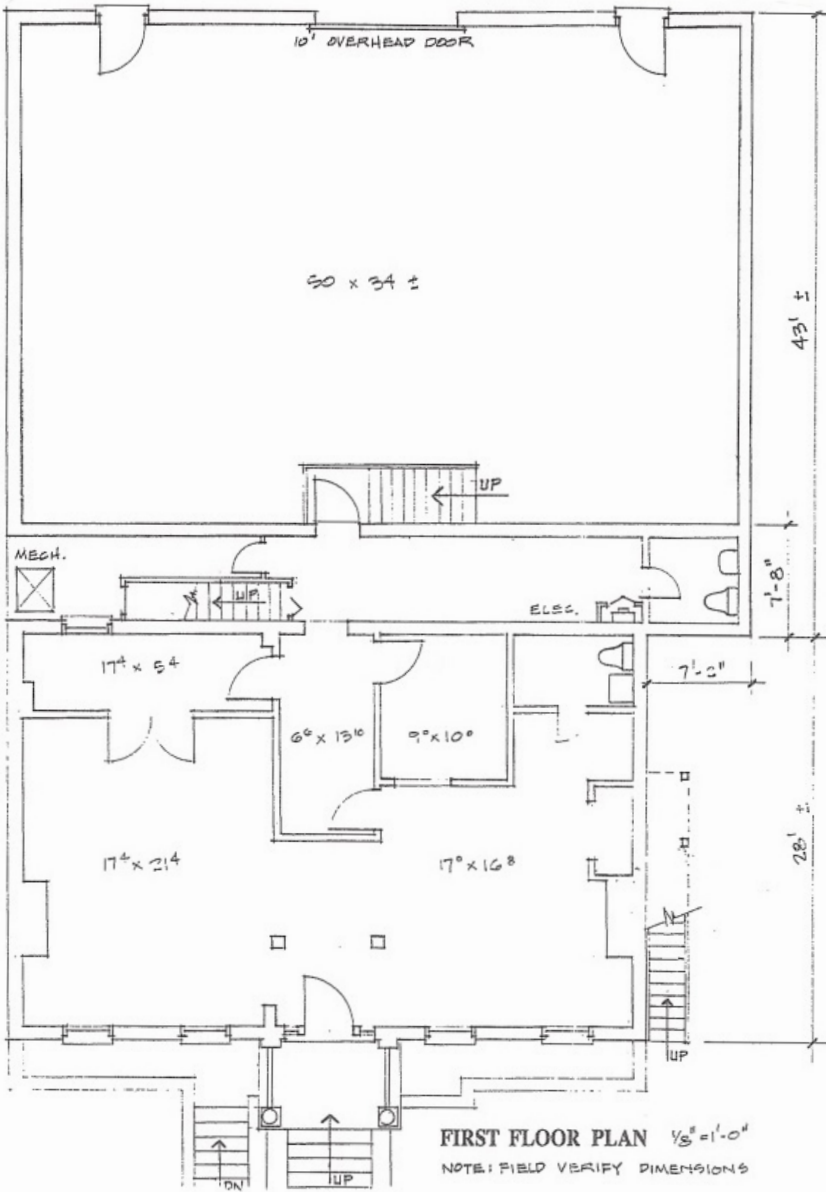 10' OVERHEAD DOOR
50 x 34 ±
43' ±
UP
MECH.
UP
ELEC.
7'-8"
17⁴ x 5⁴
7'-2"
6⁶ x 13¹⁰
9⁰ x 10⁰
17⁴ x 21⁴
17⁰ x 16⁸
28' ±
UP
DN
UP
FIRST FLOOR PLAN 1/8" = 1'-0"
NOTE: FIELD VERIFY DIMENSIONS